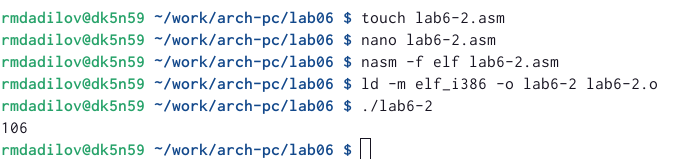 rmdadilov@dk5n59 ~/work/arch-pc/lab06 $ touch lab6-2.asm
rmdadilov@dk5n59 ~/work/arch-pc/lab06 $ nano lab6-2.asm
rmdadilov@dk5n59 ~/work/arch-pc/lab06 $ nasm -f elf lab6-2.asm
rmdadilov@dk5n59 ~/work/arch-pc/lab06 $ ld -m elf_i386 -o lab6-2 lab6-2.o
rmdadilov@dk5n59 ~/work/arch-pc/lab06 $ ./lab6-2
106
rmdadilov@dk5n59 ~/work/arch-pc/lab06 $